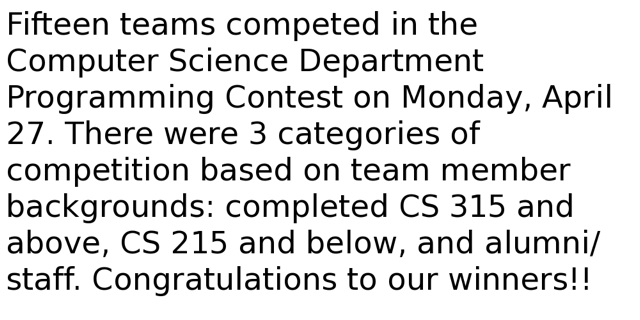 Fifteen teams competed in the
Computer Science Department
Programming Contest on Monday, April
27. There were 3 categories of
competition based on team member
backgrounds: completed CS 315 and
above, CS 215 and below, and alumni/
staff. Congratulations to our winners!!